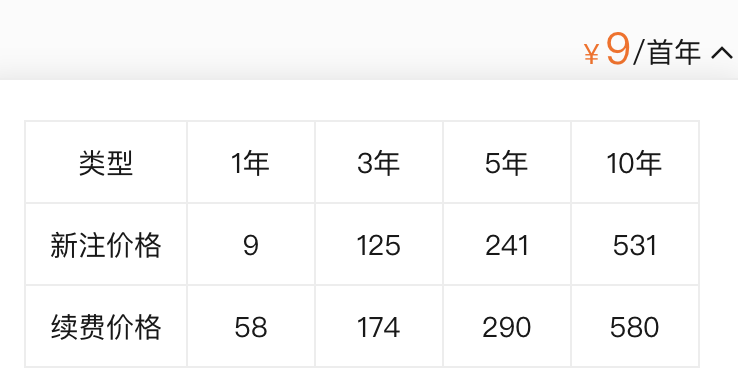 ¥ 9/首年
类型 1年 3年 5年 10年
新注价格 9 125 241 531
续费价格 58 174 290 580